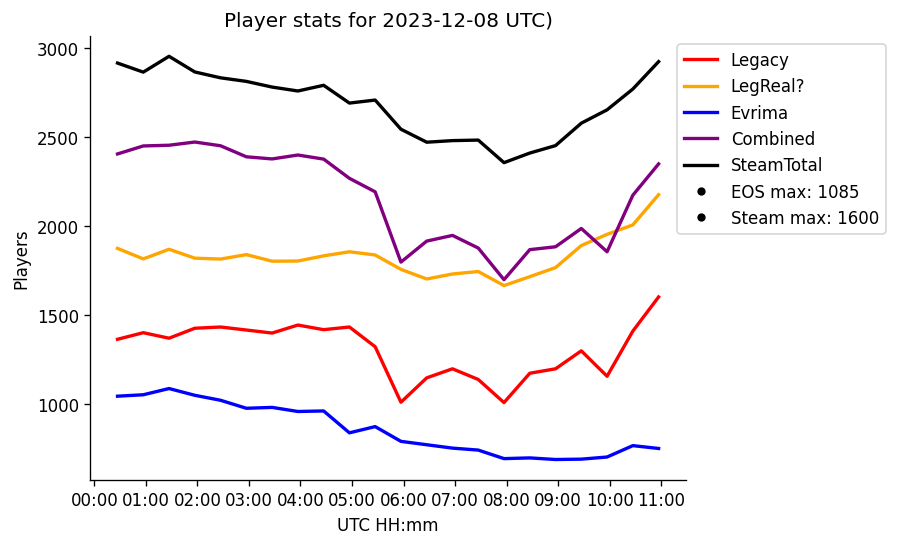 Player stats for 2023-12-08 UTC)
3000
2500
2000
1500
1000
Players
00:00 01:00 02:00 03:00 04:00 05:00 06:00 07:00 08:00 09:00 10:00 11:00
UTC HH:mm
Legacy
LegReal?
Evrima
Combined
SteamTotal
EOS max: 1085
Steam max: 1600